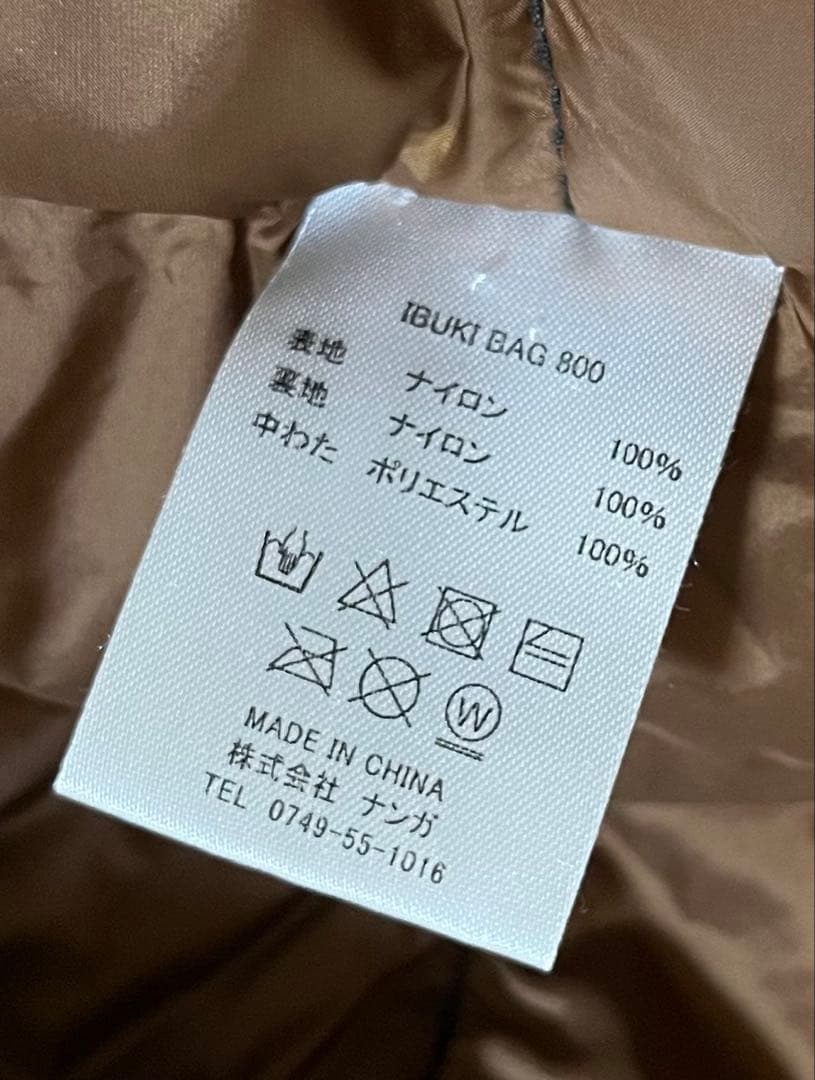 IBUKI BAG 800
表地 ナイロン 100%
裏地 ナイロン 100%
中わた ポリエステル 100%
W
MADE IN CHINA
株式会社 ナンガ
TEL 0749-55-1016